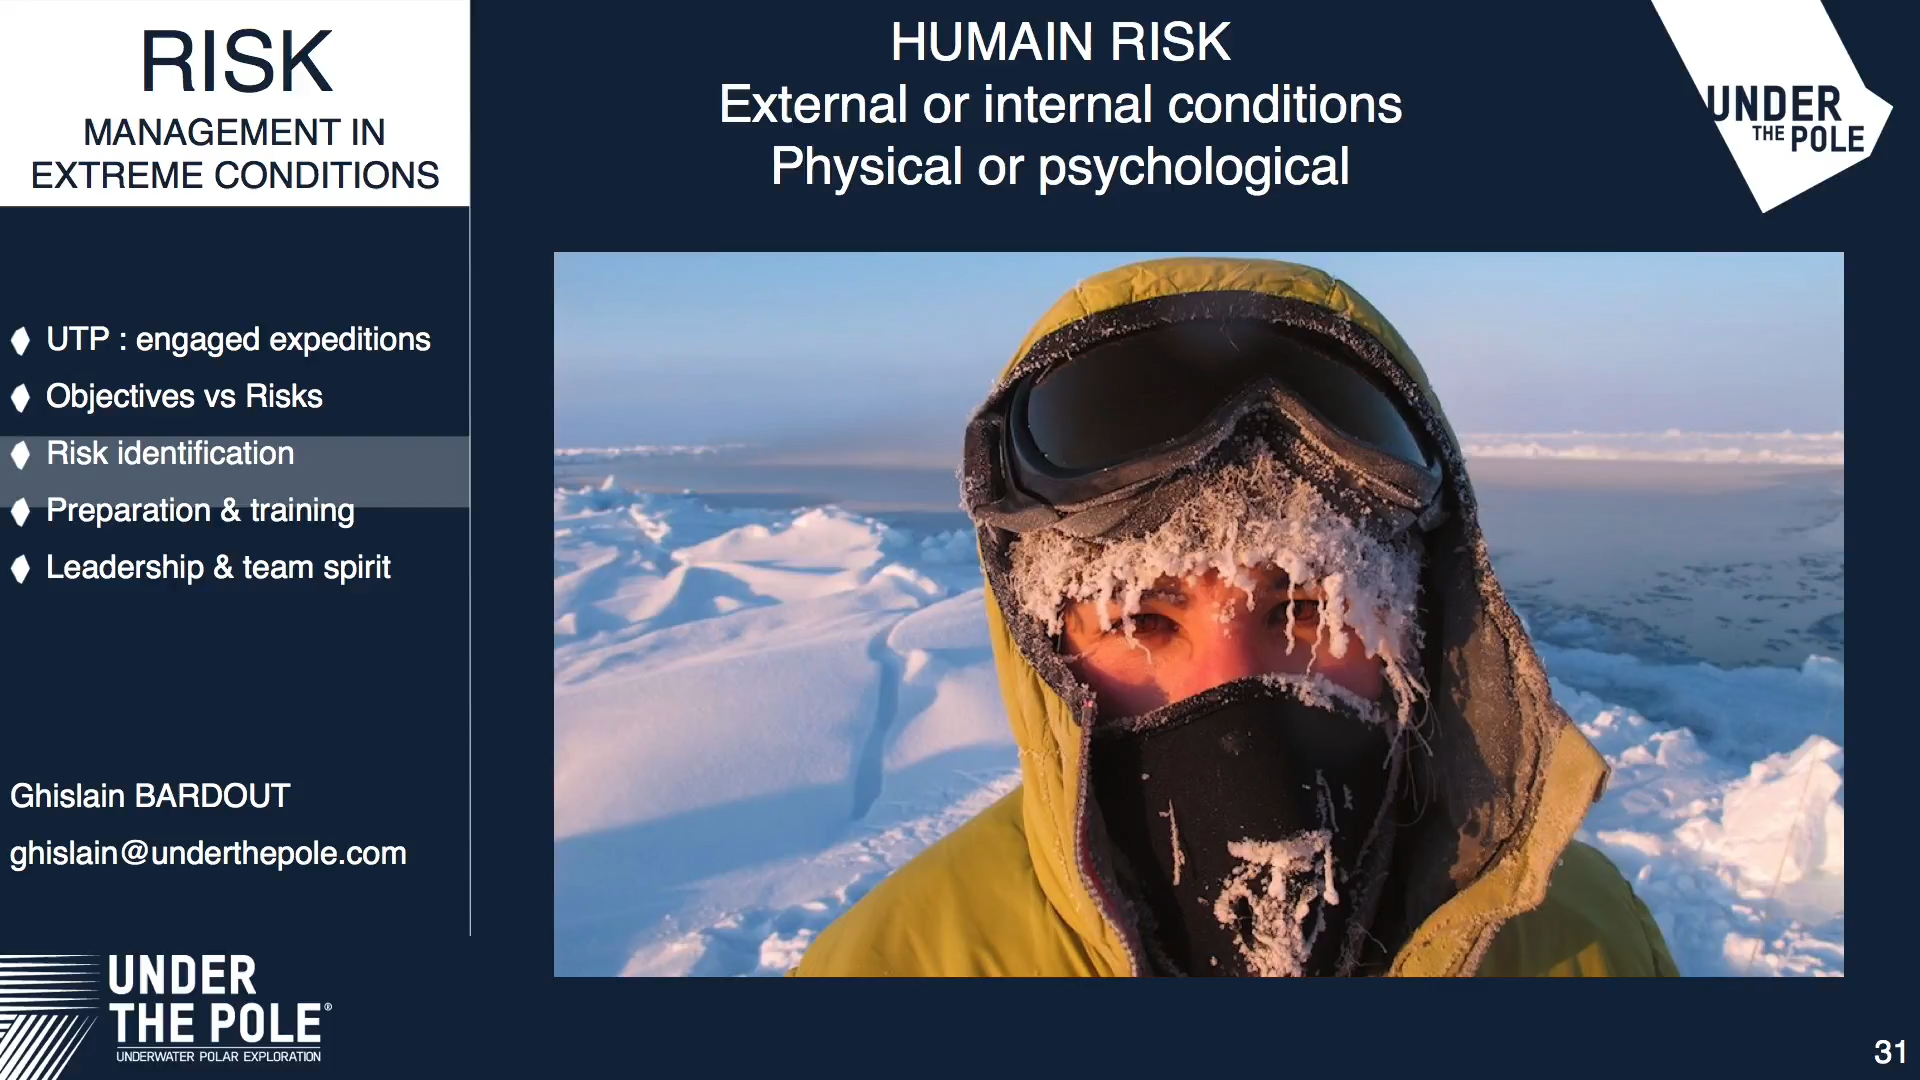 RISK
MANAGEMENT IN
EXTREME CONDITIONS
HUMAIN RISK
External or internal conditions
Physical or psychological
UNDER
THE POLE
UTP : engaged expeditions
Objectives vs Risks
Risk identification
Preparation & training
Leadership & team spirit
Ghislain BARDOUT
ghislain@underthepole.com
UNDER
THE POLE®
UNDERWATER POLAR EXPLORATION
31